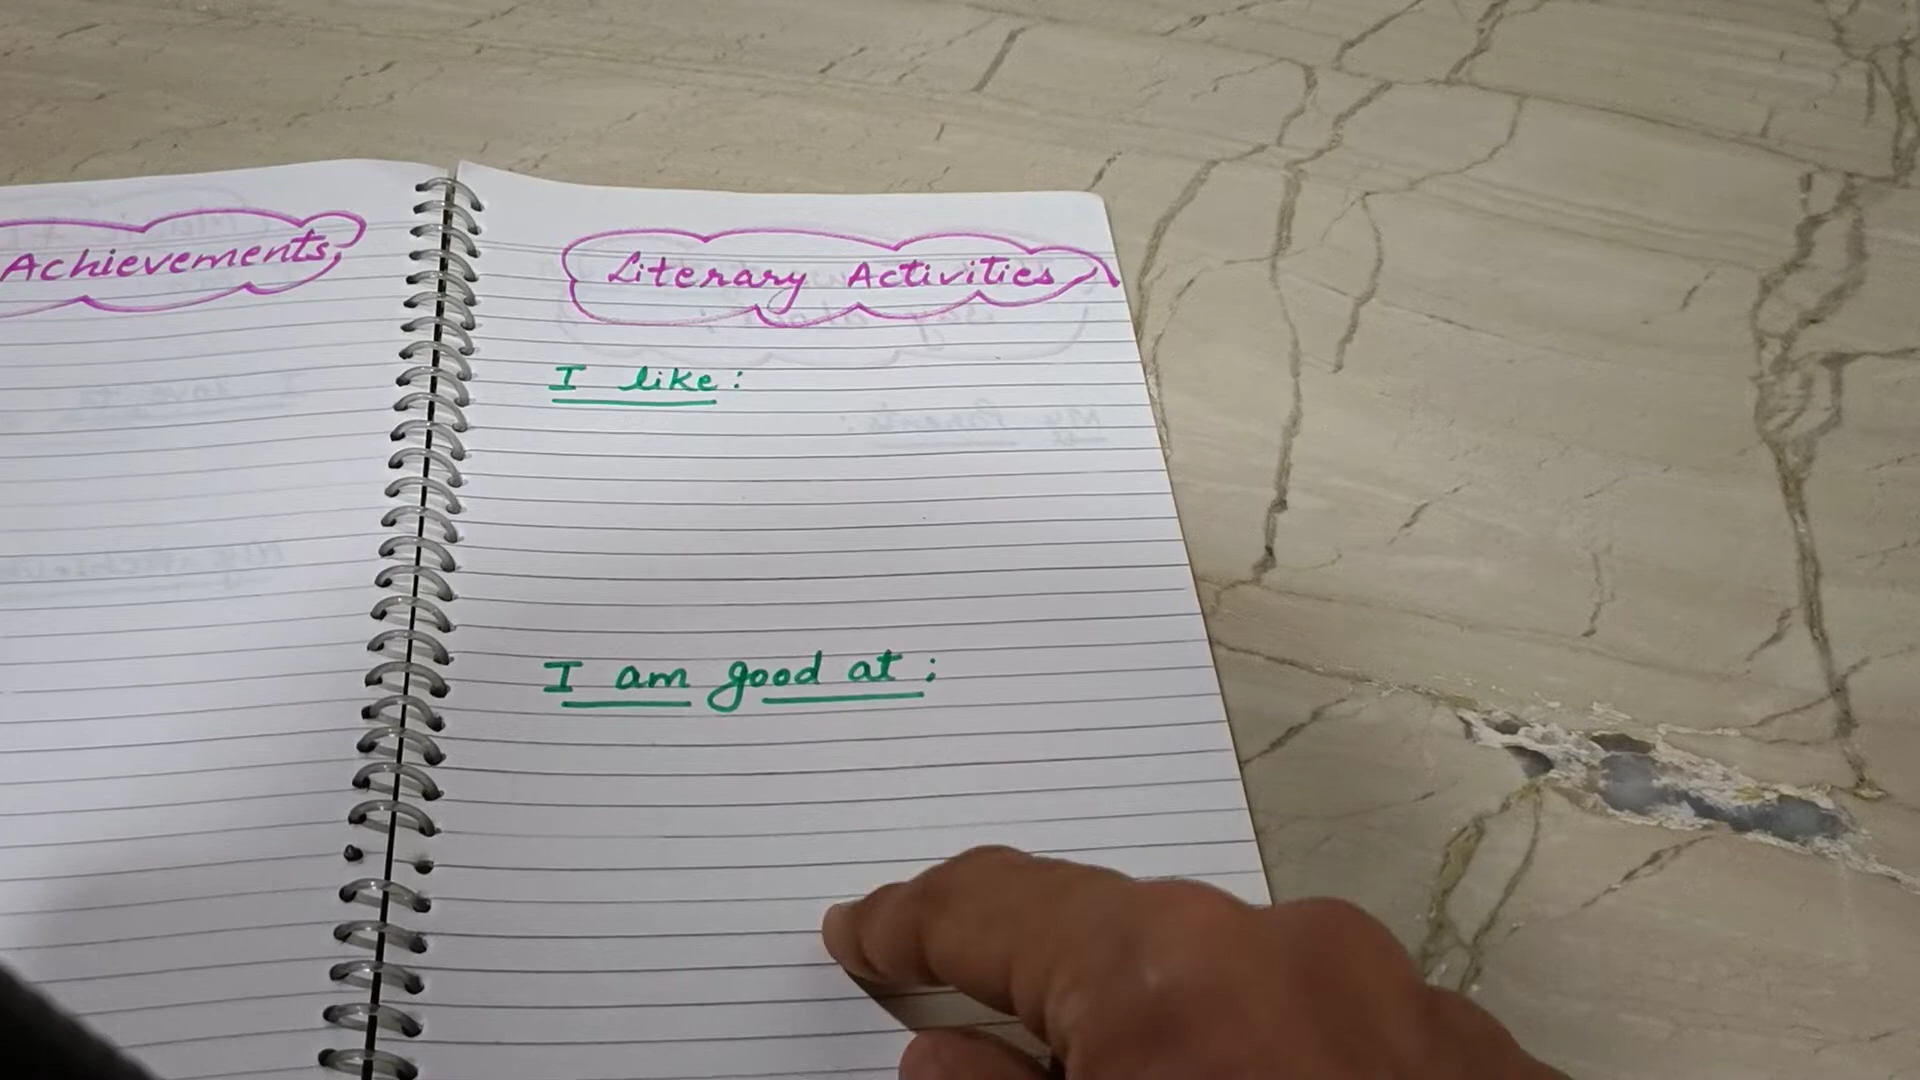 Achievements
Literary Activities
I like:
I am good at: